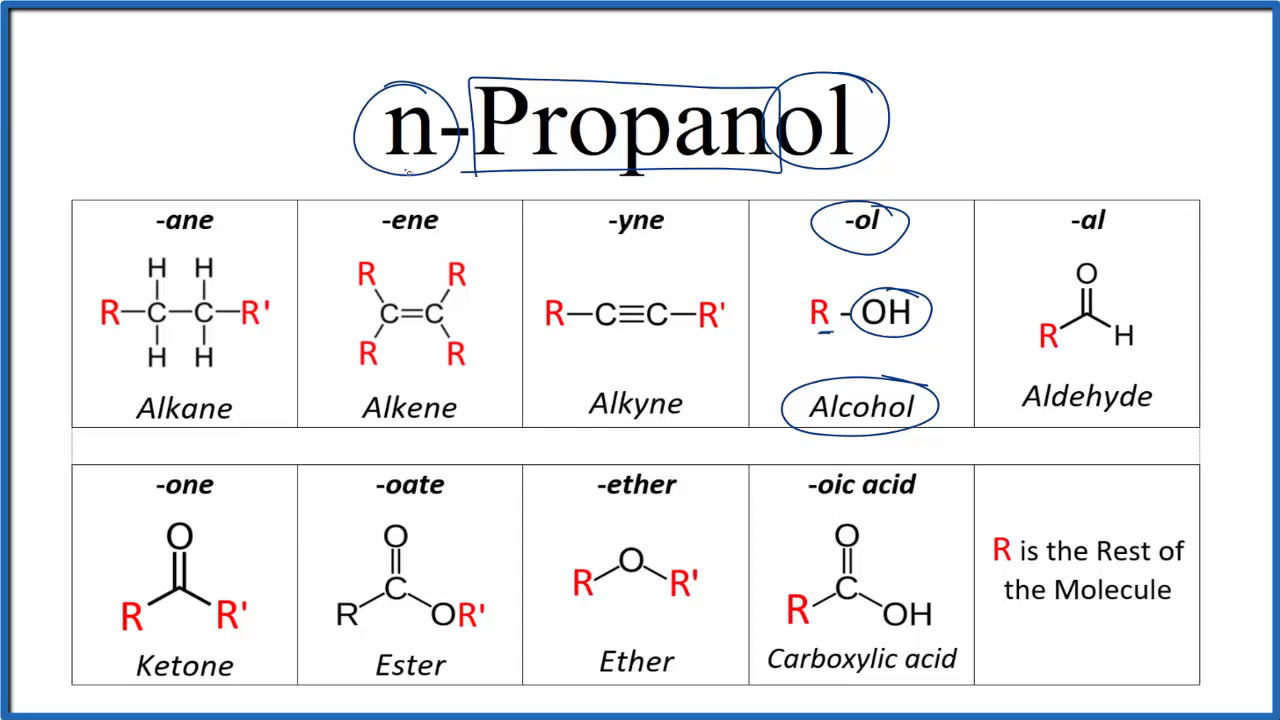 n-Propanol
-ane
-ene
-yne
-ol
-al
H H
R-C-C-R'
H H
Alkane
R R
C=C
R R
Alkene
R-C≡C-R'
Alkyne
R-OH
Alcohol
O
R H
Aldehyde
-one
-oate
-ether
-oic acid
O
R R'
Ketone
O
C
R OR'
Ester
O
R R'
Ether
O
C
R OH
Carboxylic acid
R is the Rest of
the Molecule